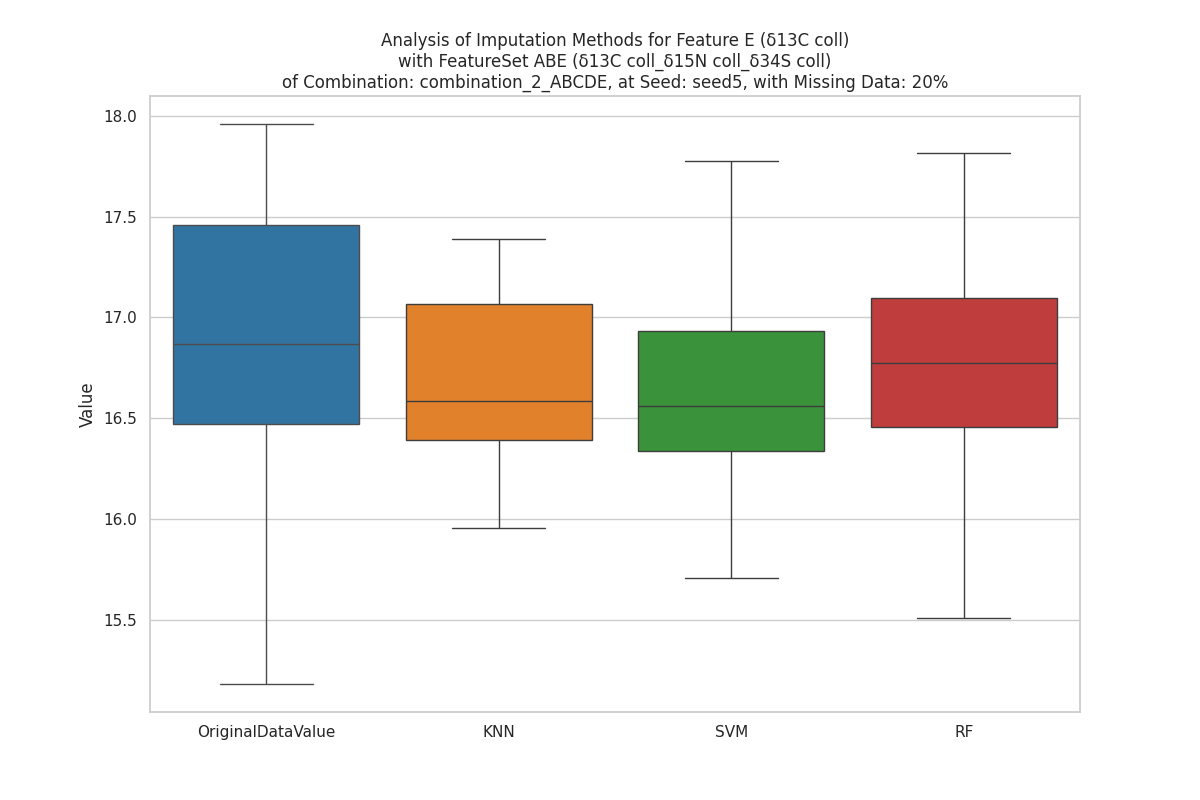 Analysis of Imputation Methods for Feature E (δ13C coll)
with FeatureSet ABE (δ13C coll_δ15N coll_δ34S coll)
of Combination: combination_2_ABCDE, at Seed: seed5, with Missing Data: 20%
18.0
17.5
17.0
16.5
16.0
15.5
Value
OriginalDataValue KNN SVM RF